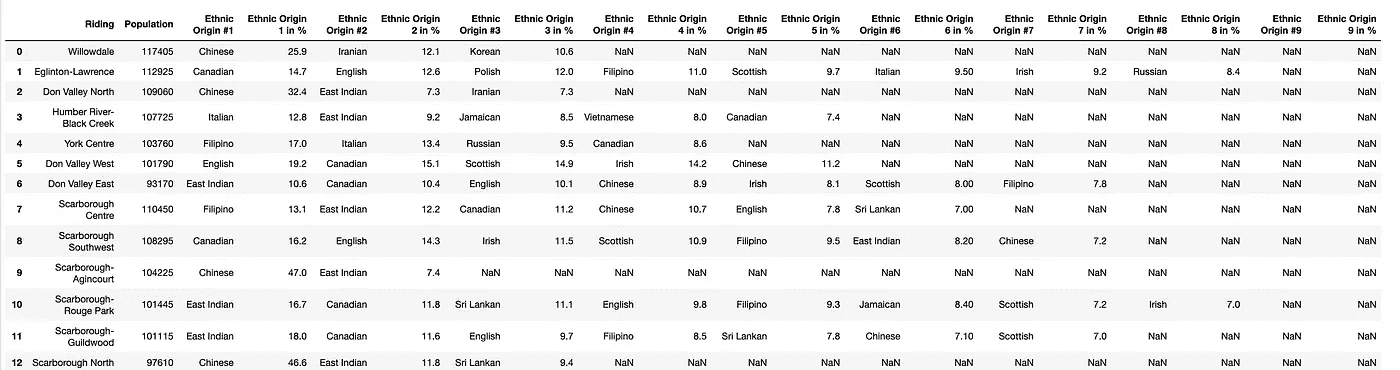 Riding Population Ethnic Origin #1 Ethnic Origin 1 in % Ethnic Origin #2 Ethnic Origin 2 in % Ethnic Origin #3 Ethnic Origin 3 in % Ethnic Origin #4 Ethnic Origin 4 in % Ethnic Origin #5 Ethnic Origin 5 in % Ethnic Origin #6 Ethnic Origin 6 in % Ethnic Origin #7 Ethnic Origin 7 in % Ethnic Origin #8 Ethnic Origin 8 in % Ethnic Origin #9 Ethnic Origin 9 in %
0 Willowdale 117405 Chinese 25.9 Iranian 12.1 Korean 10.6 NaN NaN NaN NaN NaN NaN NaN NaN NaN NaN NaN NaN
1 Eglinton-Lawrence 112925 Canadian 14.7 English 12.6 Polish 12.0 Filipino 11.0 Scottish 9.7 Italian 9.50 Irish 9.2 Russian 8.4 NaN NaN
2 Don Valley North 109060 Chinese 32.4 East Indian 7.3 Iranian 7.3 NaN NaN NaN NaN NaN NaN NaN NaN NaN NaN NaN NaN
3 Humber River-Black Creek 107725 Italian 12.8 East Indian 9.2 Jamaican 8.5 Vietnamese 8.0 Canadian 7.4 NaN NaN NaN NaN NaN NaN NaN NaN
4 York Centre 103760 Filipino 17.0 Italian 13.4 Russian 9.5 Canadian 8.6 NaN NaN NaN NaN NaN NaN NaN NaN NaN NaN
5 Don Valley West 101790 English 19.2 Canadian 15.1 Scottish 14.9 Irish 14.2 Chinese 11.2 NaN NaN NaN NaN NaN NaN NaN NaN
6 Don Valley East 93170 East Indian 10.6 Canadian 10.4 English 10.1 Chinese 8.9 Irish 8.1 Scottish 8.00 Filipino 7.8 NaN NaN NaN NaN
7 Scarborough Centre 110450 Filipino 13.1 East Indian 12.2 Canadian 11.2 Chinese 10.7 English 7.8 Sri Lankan 7.00 NaN NaN NaN NaN NaN NaN
8 Scarborough Southwest 108295 Canadian 16.2 English 14.3 Irish 11.5 Scottish 10.9 Filipino 9.5 East Indian 8.20 Chinese 7.2 NaN NaN NaN NaN
9 Scarborough-Agincourt 104225 Chinese 47.0 East Indian 7.4 NaN NaN NaN NaN NaN NaN NaN NaN NaN NaN NaN NaN NaN NaN
10 Scarborough-Rouge Park 101445 East Indian 16.7 Canadian 11.8 Sri Lankan 11.1 English 9.8 Filipino 9.3 Jamaican 8.40 Scottish 7.2 Irish 7.0 NaN NaN
11 Scarborough-Guildwood 101115 East Indian 18.0 Canadian 11.6 English 9.7 Filipino 8.5 Sri Lankan 7.8 Chinese 7.10 Scottish 7.0 NaN NaN NaN NaN
12 Scarborough North 97610 Chinese 46.6 East Indian 11.8 Sri Lankan 9.4 NaN NaN NaN NaN NaN NaN NaN NaN NaN NaN NaN NaN